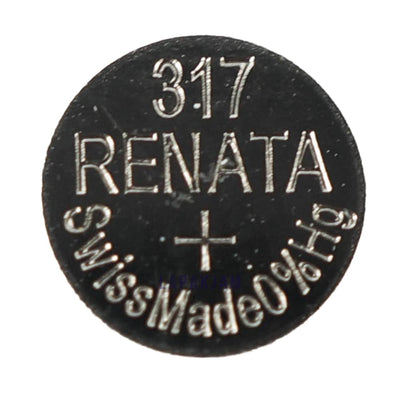 317
RENATA
+
SwissMade0%Hg